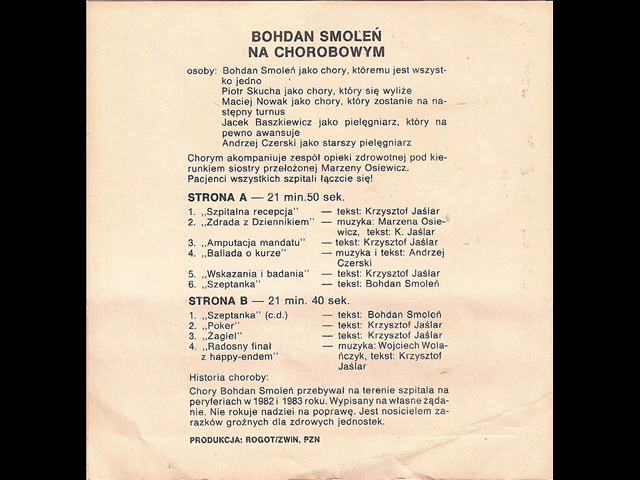 BOHDAN SMOLEŃ
NA CHOROBOWYM
osoby: Bohdan Smoleń jako chory, któremu jest wszyst-
ko jedno
Piotr Skucha jako chory, który się wyliże
Maciej Nowak jako chory, który zostanie na na-
stępny turnus
Jacek Baszkiewicz jako pielęgniarz, który na
pewno awansuje
Andrzej Czerski jako starszy pielęgniarz
Chorym akompaniuje zespół opieki zdrowotnej pod kie-
runkiem siostry przełożonej Marzeny Osiewicz.
Pacjenci wszystkich szpitali łączcie się!
STRONA A — 21 min.50 sek.
1. ,,Szpitalna recepcja" — tekst: Krzysztof Jaślar
2. ,,Zdrada z Dziennikiem" — muzyka: Marzena Osie-
wicz, tekst: K. Jaślar
3. ,,Amputacja mandatu" — tekst: Krzysztof Jaślar
4. ,,Ballada o kurze" — muzyka i tekst: Andrzej
Czerski
5. ,,Wskazania i badania" — tekst: Krzysztof Jaślar
6. ,,Szeptanka" — tekst: Bohdan Smoleń
STRONA B — 21 min. 40 sek.
1. ,,Szeptanka" (c.d.) — tekst: Bohdan Smoleń
2. ,,Poker" — tekst: Krzysztof Jaślar
3. ,,Żagiel" — tekst: Krzysztof Jaślar
4. ,,Radosny finał — muzyka: Wojciech Wola-
z happy-endem" ńczyk, tekst: Krzysztof
Jaślar
Historia choroby:
Chory Bohdan Smoleń przebywał na terenie szpitala na
peryferiach w 1982 i 1983 roku. Wypisany na własne żąda-
nie. Nie rokuje nadziei na poprawę. Jest nosicielem za-
razków groźnych dla zdrowych jednostek.
PRODUKCJA: ROGOT/ZWIN, PZN